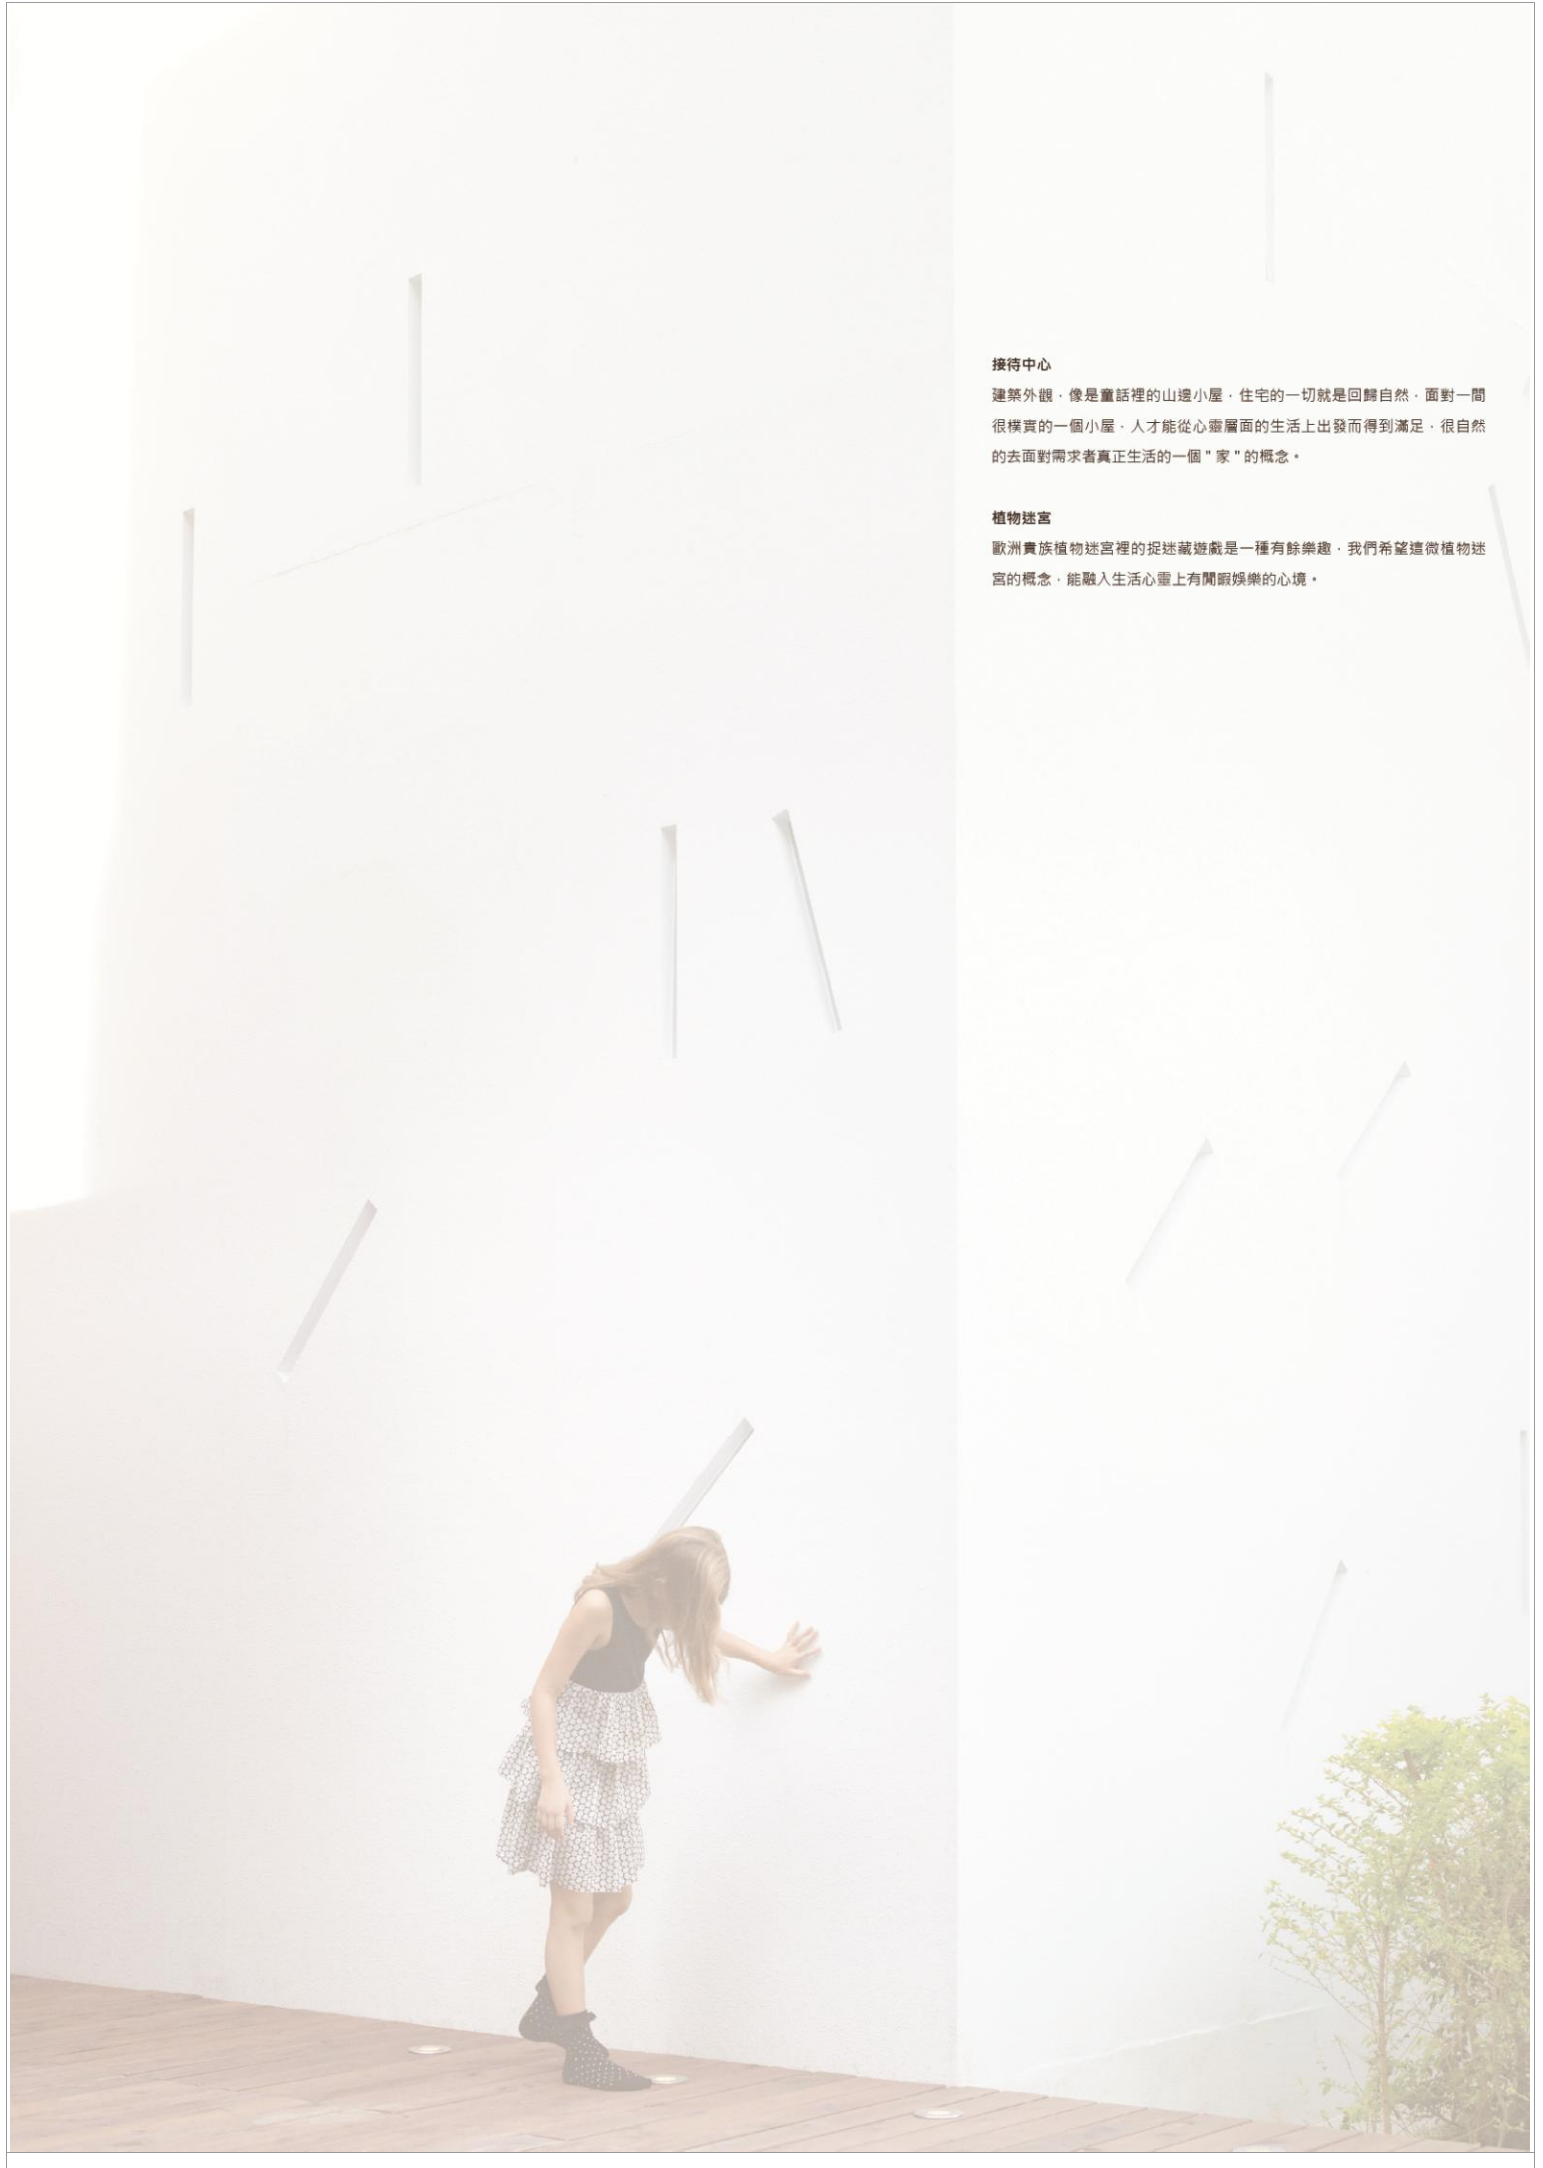 接待中心
建築外觀，像是童話裡的山邊小屋，住宅的一切就是回歸自然，面對一間
很樸實的一個小屋，人才能從心靈層面的生活上出發而得到滿足，很自然
的去面對需求者真正生活的一個 " 家 " 的概念。
植物迷宮
歐洲貴族植物迷宮裡的捉迷藏遊戲是一種有餘樂趣，我們希望這微植物迷
宮的概念，能融入生活心靈上有閒暇娛樂的心境。